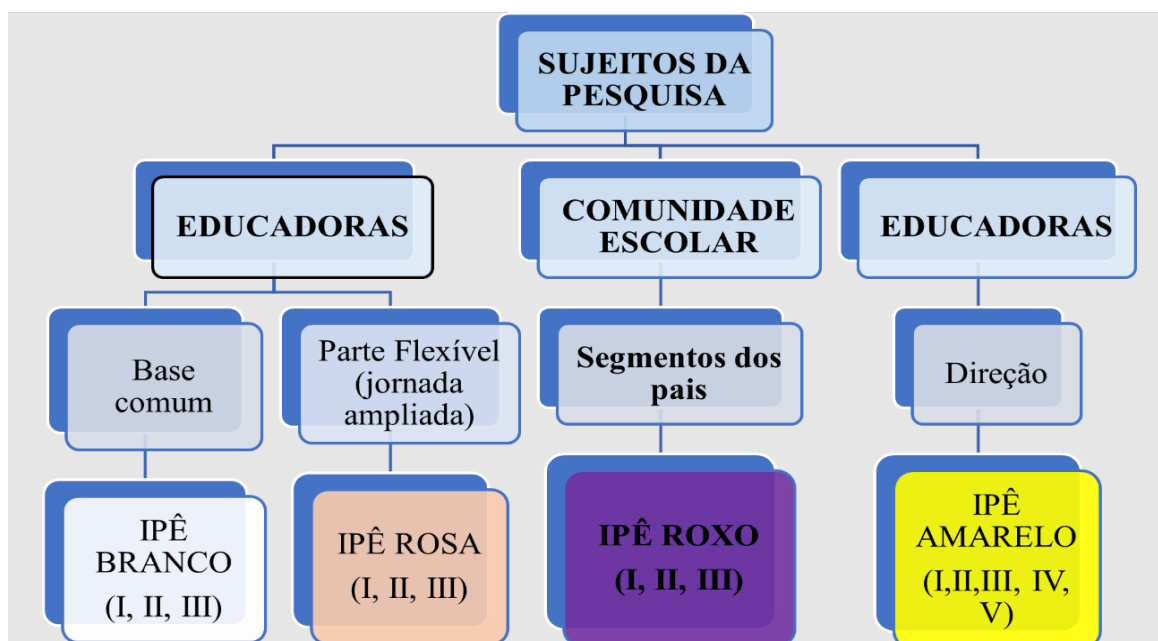 SUJEITOS DA
PESQUISA
EDUCADORAS
COMUNIDADE
ESCOLAR
EDUCADORAS
Base
comum
Parte Flexível
(jornada
ampliada)
Segmentos dos
pais
Direção
IPÊ
BRANCO
(I, II, III)
IPÊ ROSA
(I, II, III)
IPÊ ROXO
(I, II, III)
IPÊ
AMARELO
(I,II,III, IV,
V)